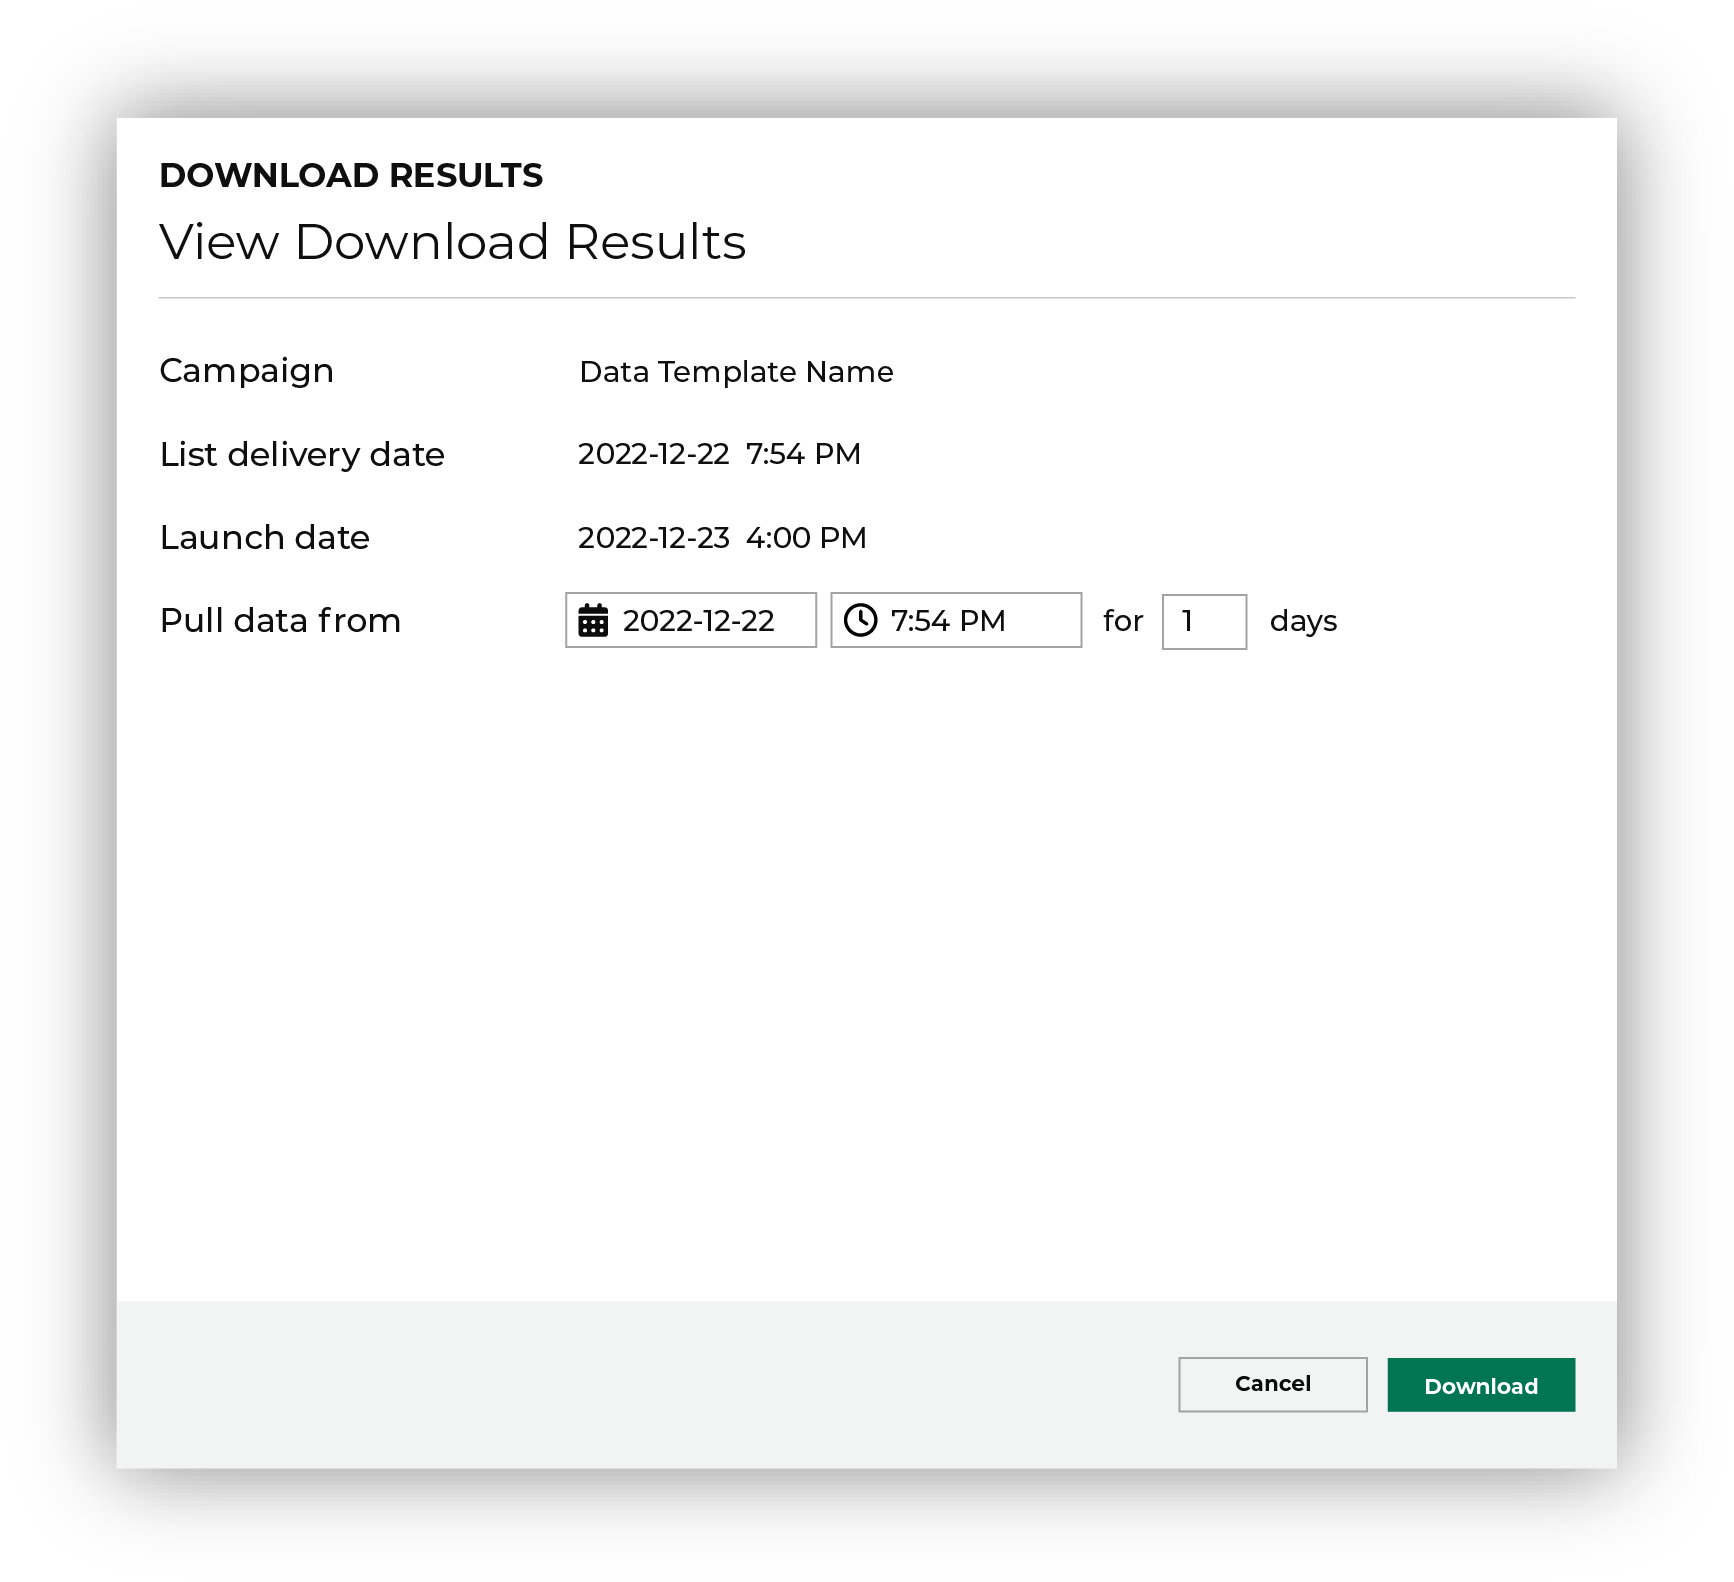 DOWNLOAD RESULTS
View Download Results
Campaign Data Template Name
List delivery date 2022-12-22 7:54 PM
Launch date 2022-12-23 4:00 PM
Pull data from 2022-12-22 7:54 PM for 1 days
Cancel Download